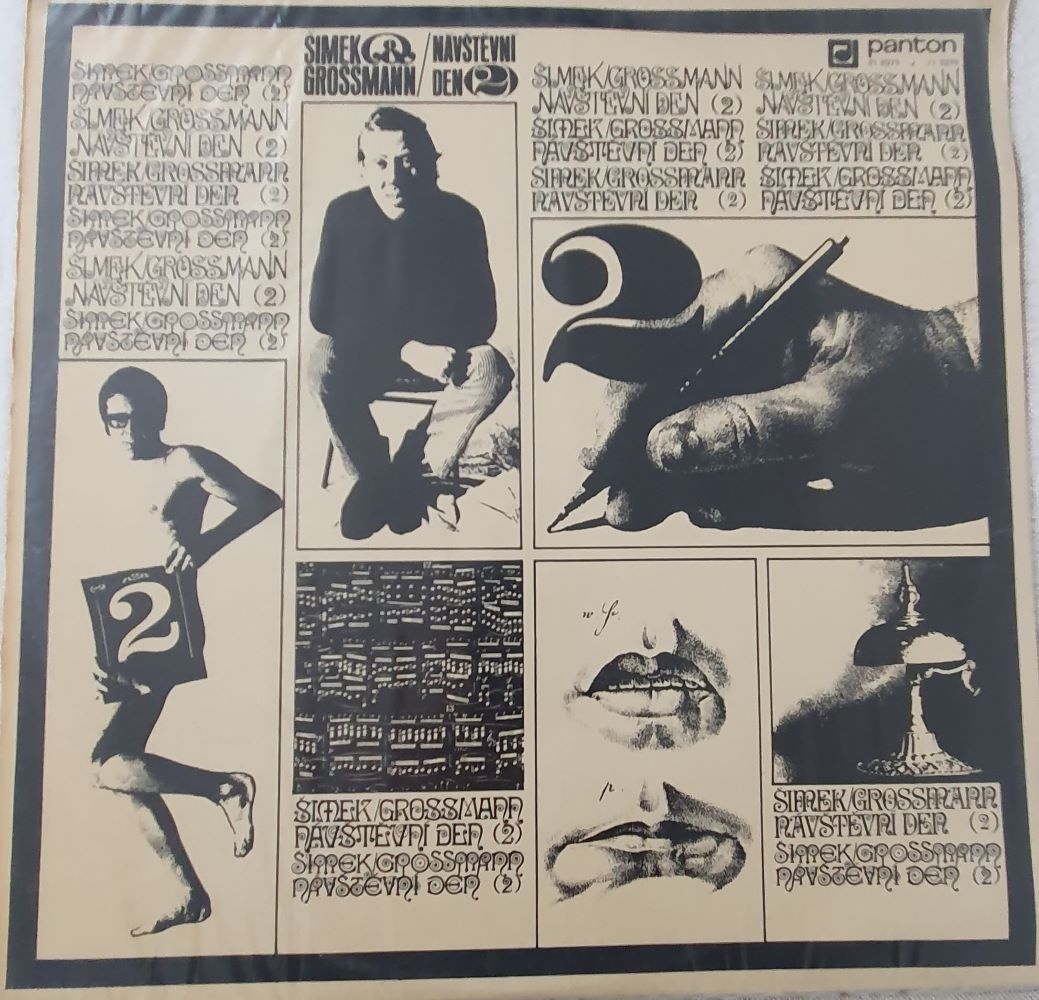 ŠIMEK &
GROSSMANN
/
NÁVŠTĚVNÍ
DEN (2)
panton
ŠIMEK/GROSSMANN
NÁVŠTĚVNÍ DEN (2)
ŠIMEK/GROSSMANN
NÁVŠTĚVNÍ DEN (2)
ŠIMEK/GROSSMANN
NÁVŠTĚVNÍ DEN (2)
ŠIMEK/GROSSMANN
NÁVŠTĚVNÍ DEN (2)
ŠIMEK/GROSSMANN
NÁVŠTĚVNÍ DEN (2)
ŠIMEK/GROSSMANN
NÁVŠTĚVNÍ DEN (2)
ŠIMEK/GROSSMANN
NÁVŠTĚVNÍ DEN (2)
ŠIMEK/GROSSMANN
NÁVŠTĚVNÍ DEN (2)
ŠIMEK/GROSSMANN
NÁVŠTĚVNÍ DEN (2)
ŠIMEK/GROSSMANN
NÁVŠTĚVNÍ DEN (2)
ŠIMEK/GROSSMANN
NÁVŠTĚVNÍ DEN (2)
ŠIMEK/GROSSMANN
NÁVŠTĚVNÍ DEN (2)
2
2
ŠIMEK/GROSSMANN
NÁVŠTĚVNÍ DEN (2)
ŠIMEK/GROSSMANN
NÁVŠTĚVNÍ DEN (2)
ŠIMEK/GROSSMANN
NÁVŠTĚVNÍ DEN (2)
ŠIMEK/GROSSMANN
NÁVŠTĚVNÍ DEN (2)